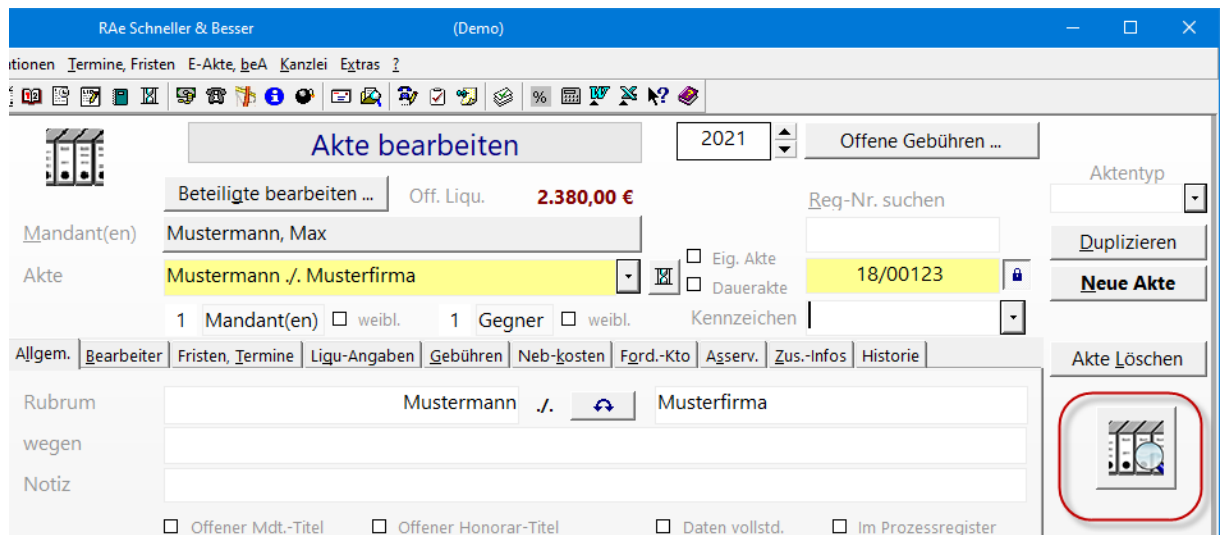 RAe Schneller & Besser (Demo)
tionen Termine, Fristen E-Akte, beA Kanzlei Extras ?
Akte bearbeiten 2021 Offene Gebühren ...
Aktentyp
Beteiligte bearbeiten ... Off. Liqu. 2.380,00 € Reg-Nr. suchen
Mandant(en) Mustermann, Max
Duplizieren
Eig. Akte
Akte Mustermann ./. Musterfirma 18/00123
Dauerakte
Neue Akte
1 Mandant(en) weibl. 1 Gegner weibl. Kennzeichen
Allgem. Bearbeiter Fristen, Termine Liqu-Angaben Gebühren Neb-kosten Ford.-Kto Asserv. Zus.-Infos Historie Akte Löschen
Rubrum Mustermann ./. Musterfirma
wegen
Notiz
Offener Mdt.-Titel Offener Honorar-Titel Daten vollstd. Im Prozessregister